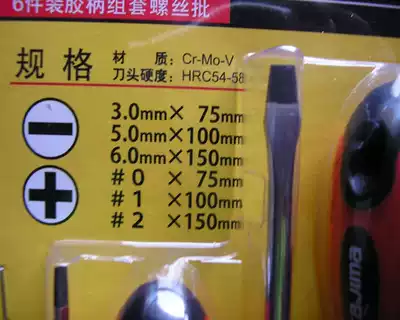 6件装胶柄组套螺丝批
规格 材 质: Cr-Mo-V
刀头硬度: HRC54-58
3.0mm× 75mm
5.0mm×100mm
6.0mm×150mm
#0 × 75mm
#1 ×100mm
#2 ×150mm
ajima